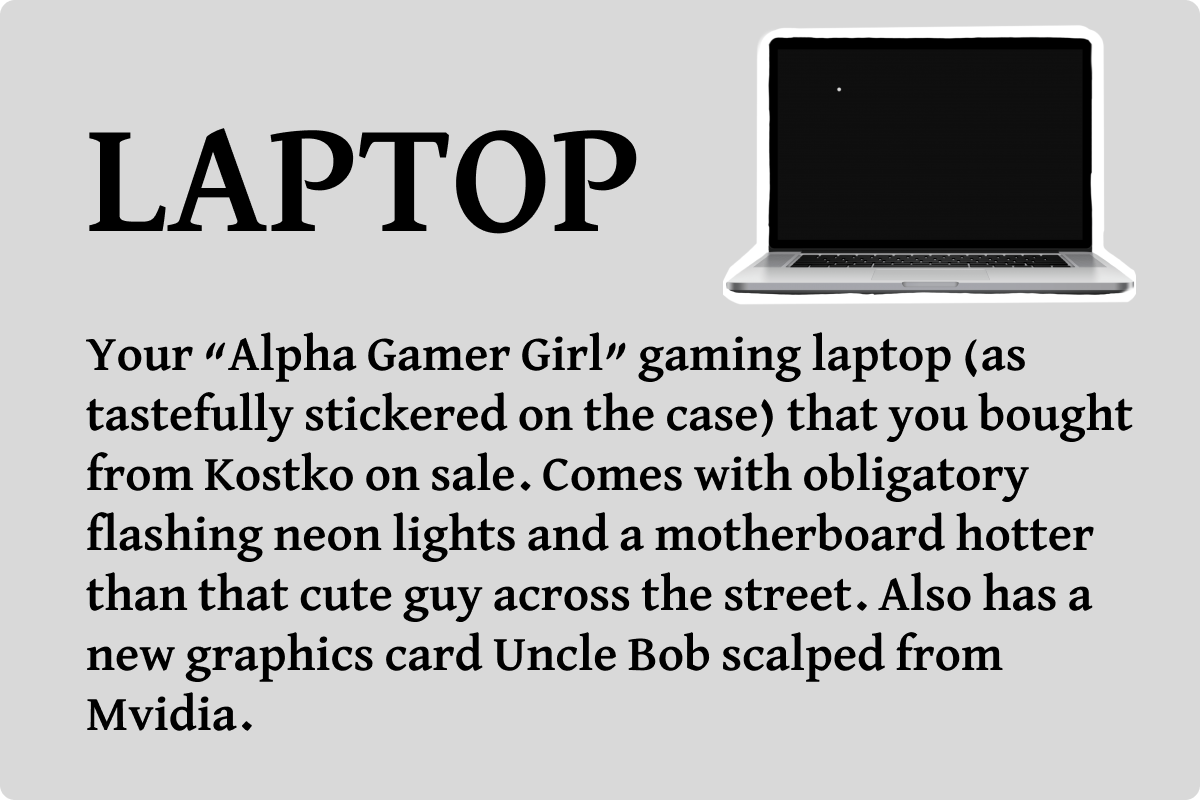 LAPTOP
Your “Alpha Gamer Girl” gaming laptop (as
tastefully stickered on the case) that you bought
from Kostko on sale. Comes with obligatory
flashing neon lights and a motherboard hotter
than that cute guy across the street. Also has a
new graphics card Uncle Bob scalped from
Mvidia.